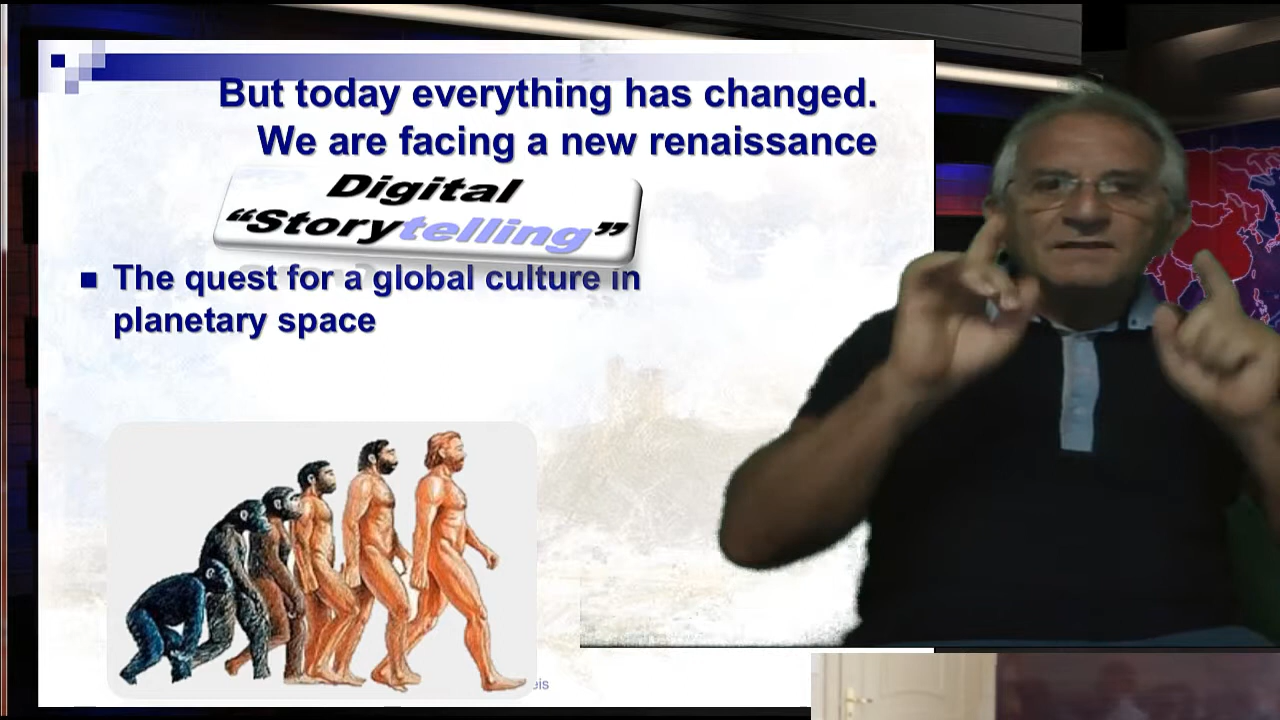 But today everything has changed.
We are facing a new renaissance
Digital
“Storytelling”
■ The quest for a global culture in
planetary space
eis